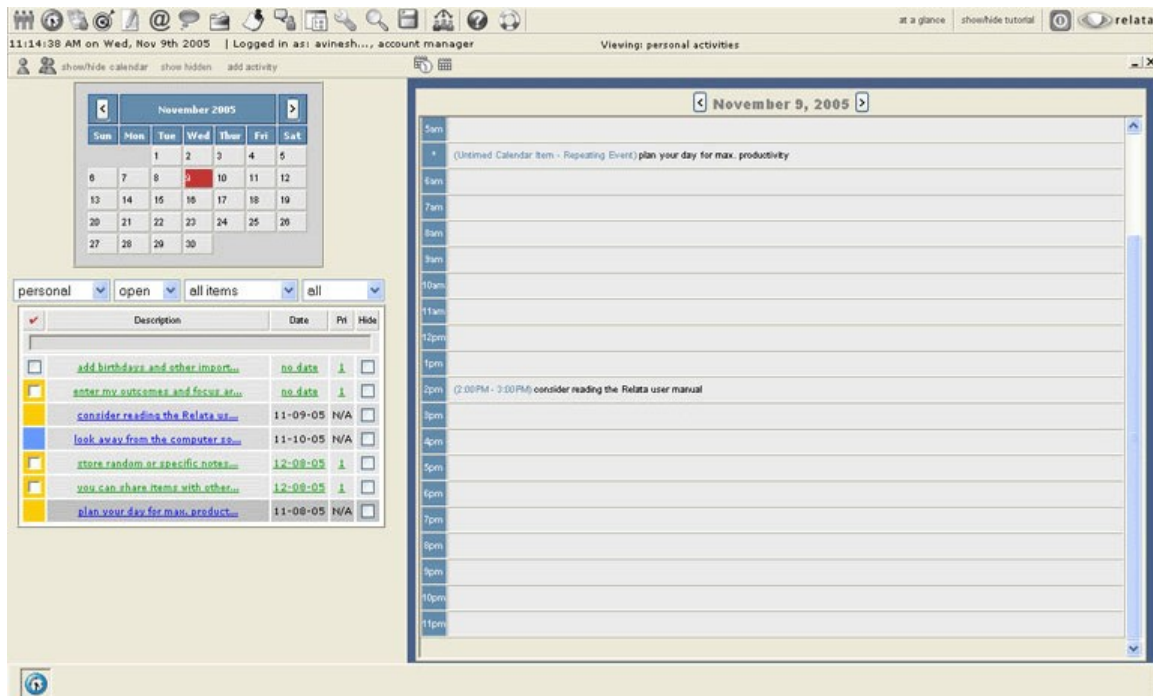 at a glance show/hide tutorial relata
11:14:38 AM on Wed, Nov 9th 2005 | Logged in as: avinesh..., account manager Viewing: personal activities
show/hide calendar show hidden add activity
November 2005
Sun Mon Tue Wed Thur Fri Sat
1 2 3 4 5
6 7 8 9 10 11 12
13 14 15 16 17 18 19
20 21 22 23 24 25 26
27 28 29 30
personal open all items all
Description Date Pri Hide
add birthdays and other import... no date 1
enter my outcomes and focus ar... no date 1
consider reading the Relata us... 11-09-05 N/A
look away from the computer so... 11-10-05 N/A
store random or specific notes... 12-08-05 1
you can share items with other... 12-08-05 1
plan your day for max. product... 11-08-05 N/A
November 9, 2005
5am
* (Untimed Calendar Item - Repeating Event) plan your day for max. productivity
6am
7am
8am
9am
10am
11am
12pm
1pm
2pm (2:00PM - 3:00PM) consider reading the Relata user manual
3pm
4pm
5pm
6pm
7pm
8pm
9pm
10pm
11pm